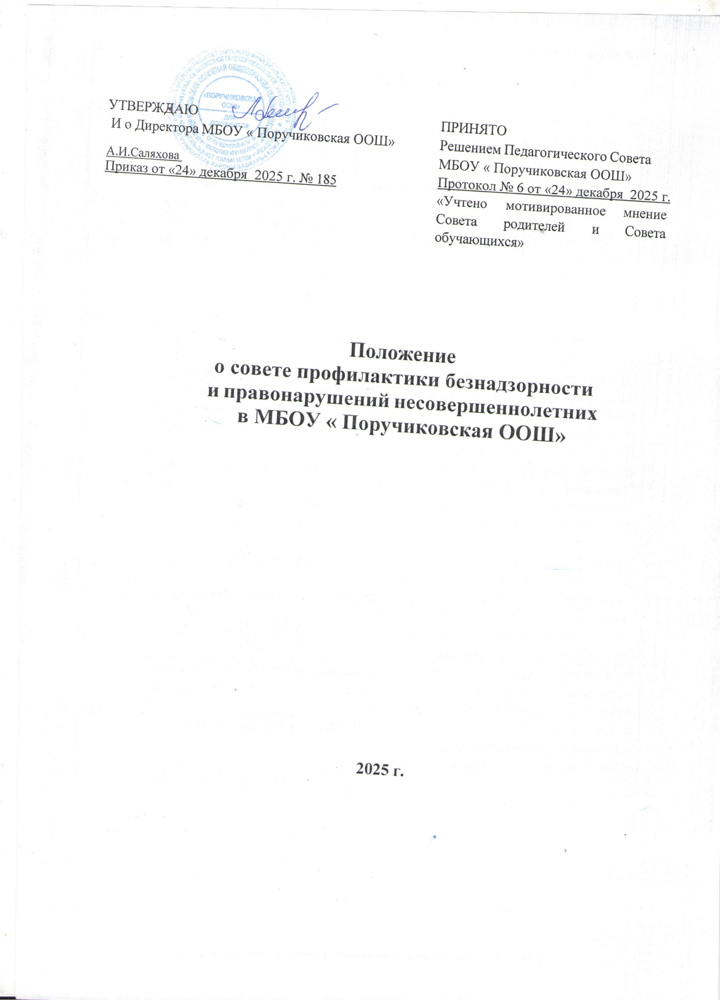 УТВЕРЖДАЮ
И о Директора МБОУ « Поручиковская ООШ»
А.И.Саляхова
Приказ от «24» декабря 2025 г. № 185
«ПОРУЧИКОВСКАЯ
ООШ»
ДЛЯ
ДОКУМЕНТОВ
ПРИНЯТО
Решением Педагогического Совета
МБОУ « Поручиковская ООШ»
Протокол № 6 от «24» декабря 2025 г.
«Учтено мотивированное мнение
Совета родителей и Совета
обучающихся»
Положение
о совете профилактики безнадзорности
и правонарушений несовершеннолетних
в МБОУ « Поручиковская ООШ»
2025 г.